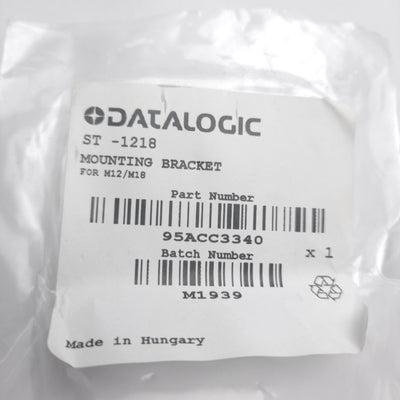 DATALOGIC
ST -1218
MOUNTING BRACKET
FOR M12/M18
Part Number
95ACC3340
x 1
Batch Number
M1939
Made in Hungary